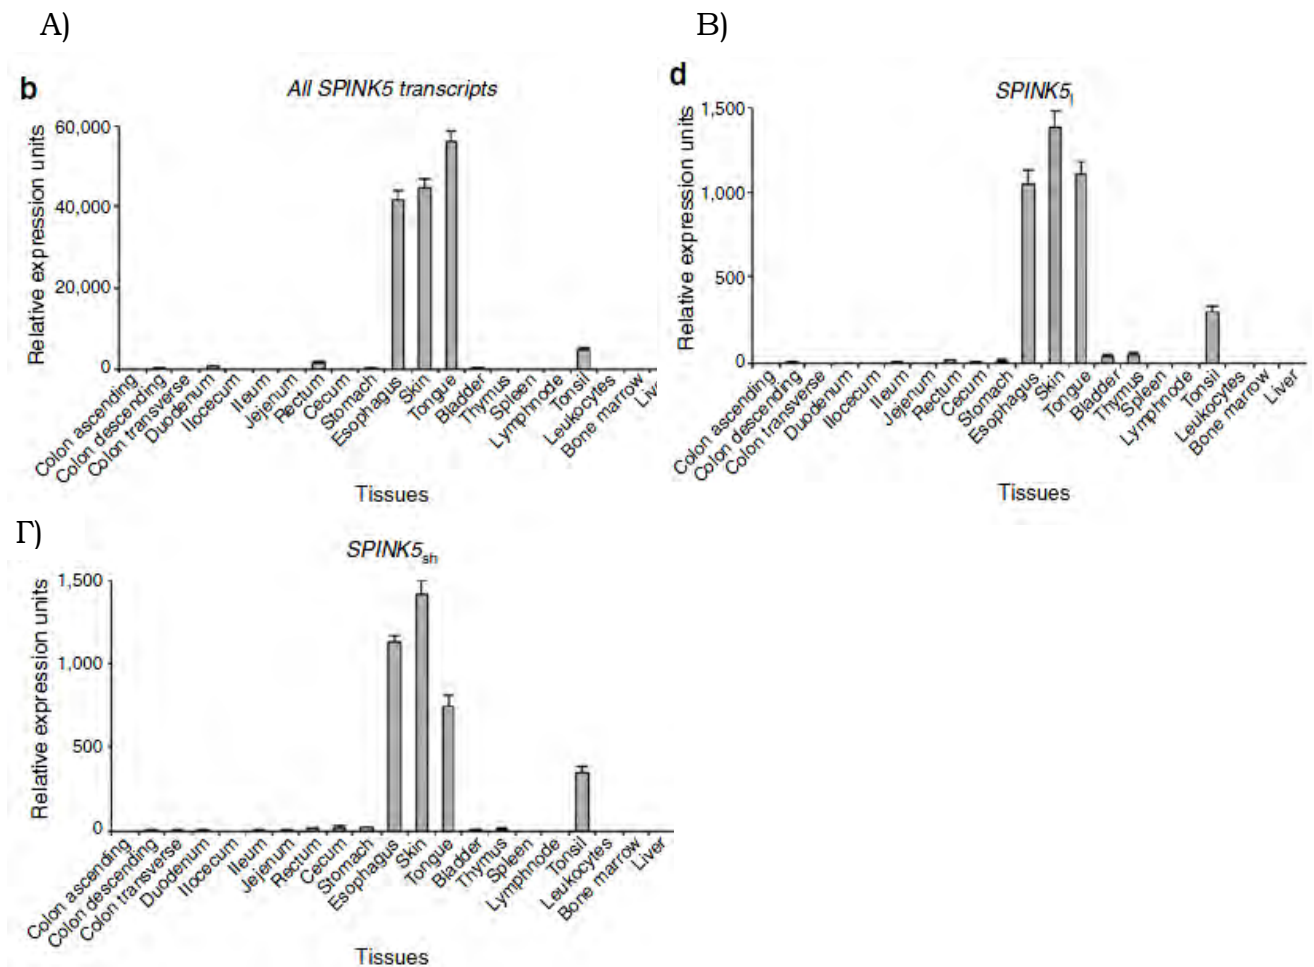 Α)
b
All SPINK5 transcripts
Relative expression units
60,000
40,000
20,000
0
Colon ascending
Colon descending
Colon transverse
Duodenum
Ilocecum
Ileum
Jejenum
Rectum
Cecum
Stomach
Esophagus
Skin
Tongue
Bladder
Thymus
Spleen
Lymphnode
Tonsil
Leukocytes
Bone marrow
Tissues
Β)
d
SPINK5l
Relative expression units
1,500
1,000
500
0
Colon ascending
Colon descending
Colon transverse
Duodenum
Ilocecum
Ileum
Jejenum
Rectum
Cecum
Stomach
Esophagus
Skin
Tongue
Bladder
Thymus
Spleen
Lymphnode
Tonsil
Leukocytes
Bone marrow
Liver
Tissues
Γ)
SPINK5sh
Relative expression units
1,500
1,000
500
0
Colon ascending
Colon descending
Colon transverse
Duodenum
Ilocecum
Ileum
Jejenum
Rectum
Cecum
Stomach
Esophagus
Skin
Tongue
Bladder
Thymus
Spleen
Lymphnode
Tonsil
Leukocytes
Bone marrow
Liver
Tissues